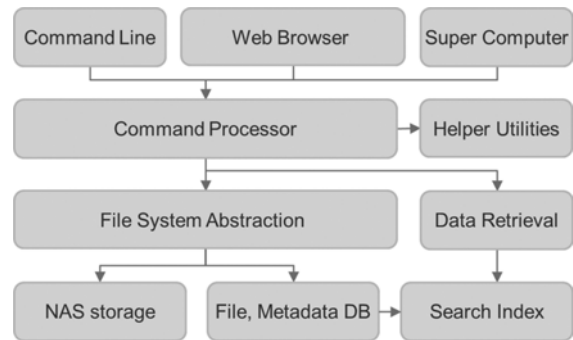 Command Line
Web Browser
Super Computer
Command Processor
Helper Utilities
File System Abstraction
Data Retrieval
NAS storage
File, Metadata DB
Search Index